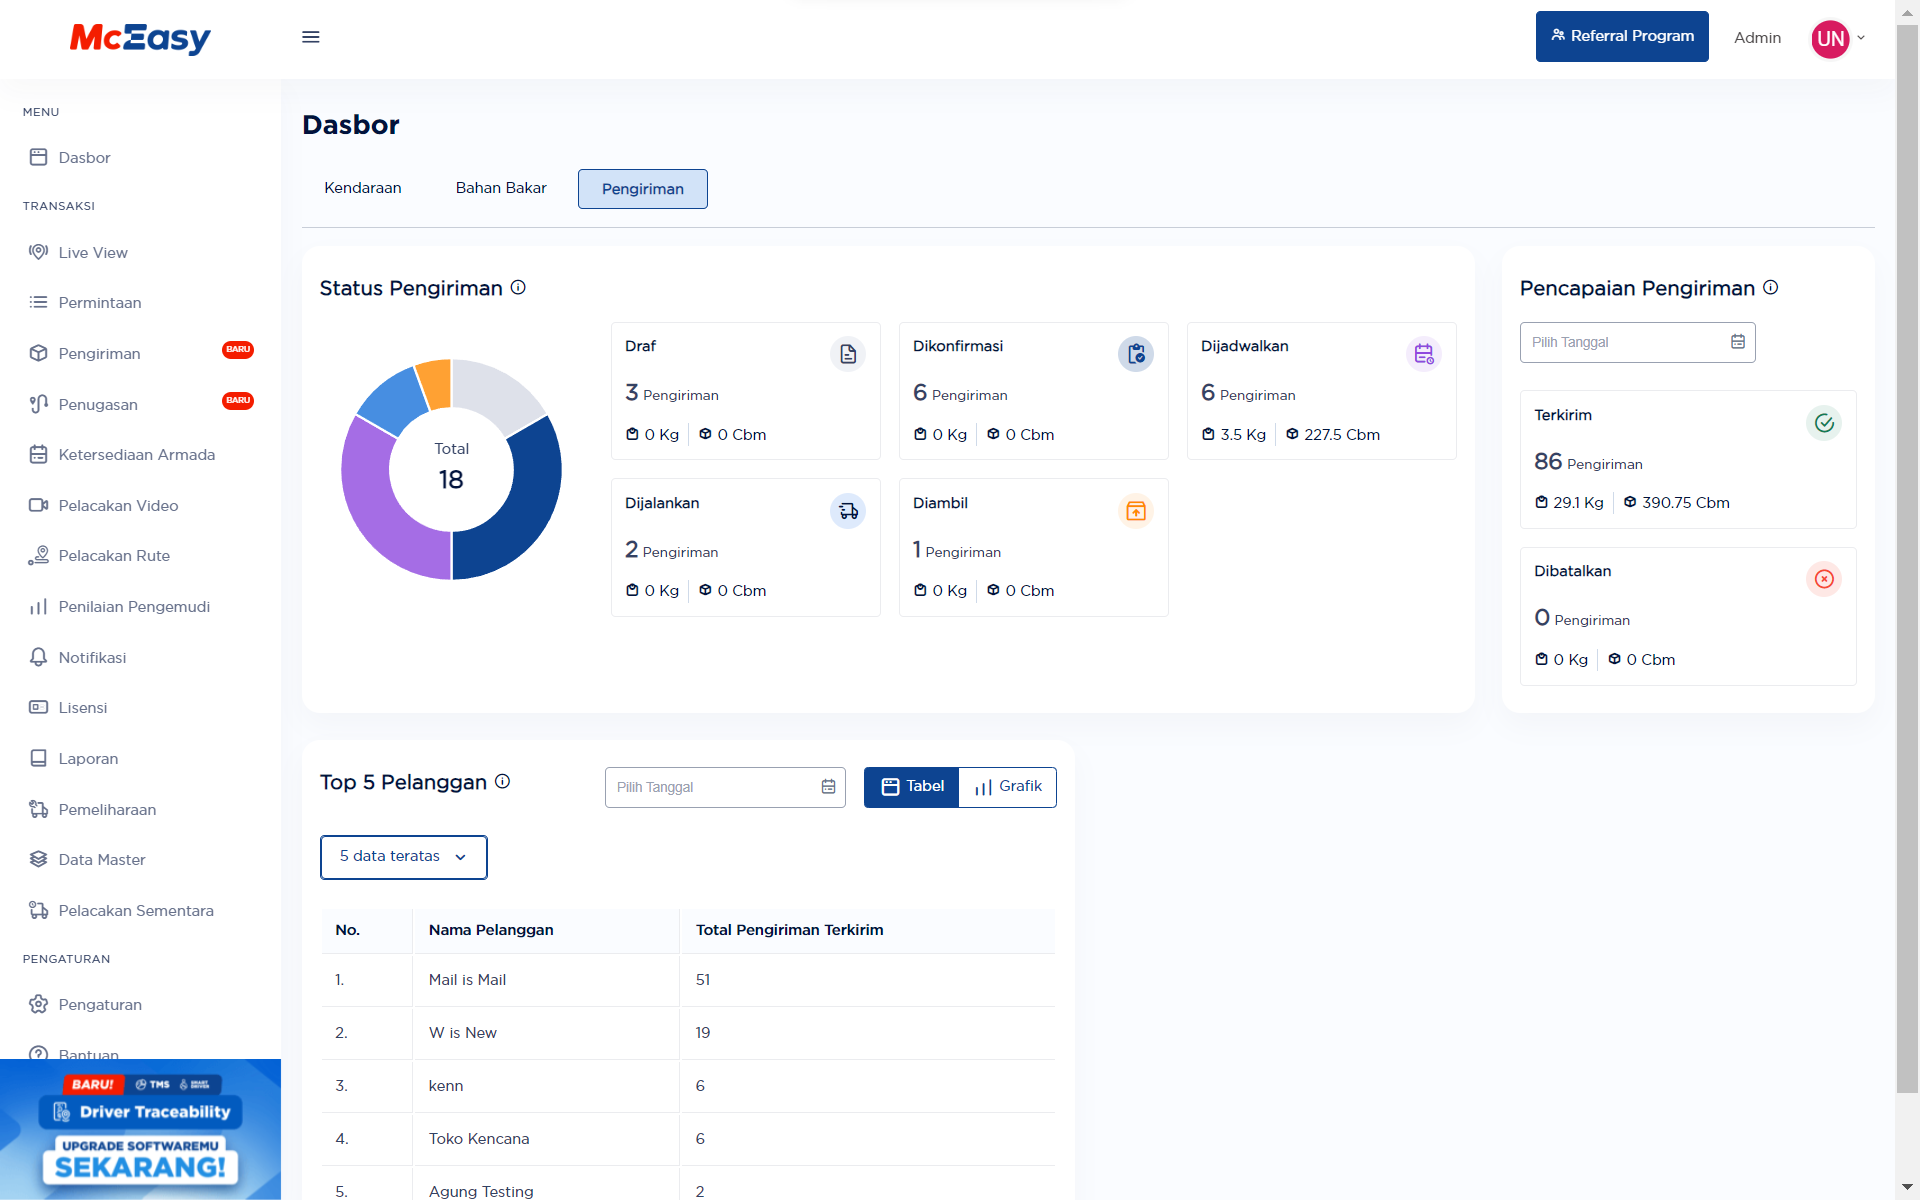 McEasy
Referral Program
Admin
UN
MENU
Dasbor
TRANSAKSI
Live View
Permintaan
Pengiriman
BARU
Penugasan
BARU
Ketersediaan Armada
Pelacakan Video
Pelacakan Rute
Penilaian Pengemudi
Notifikasi
Lisensi
Laporan
Pemeliharaan
Data Master
Pelacakan Sementara
PENGATURAN
Pengaturan
Bantuan
BARU!
TMS
SMART DRIVER
Driver Traceability
UPGRADE SOFTWAREMU
SEKARANG!
Dasbor
Kendaraan
Bahan Bakar
Pengiriman
Status Pengiriman
Total
18
Draf
3 Pengiriman
0 Kg
0 Cbm
Dikonfirmasi
6 Pengiriman
0 Kg
0 Cbm
Dijadwalkan
6 Pengiriman
3.5 Kg
227.5 Cbm
Dijalankan
2 Pengiriman
0 Kg
0 Cbm
Diambil
1 Pengiriman
0 Kg
0 Cbm
Pencapaian Pengiriman
Pilih Tanggal
Terkirim
86 Pengiriman
29.1 Kg
390.75 Cbm
Dibatalkan
0 Pengiriman
0 Kg
0 Cbm
Top 5 Pelanggan
Pilih Tanggal
Tabel
Grafik
5 data teratas
No. Nama Pelanggan Total Pengiriman Terkirim
1. Mail is Mail 51
2. W is New 19
3. kenn 6
4. Toko Kencana 6
5. Agung Testing 2